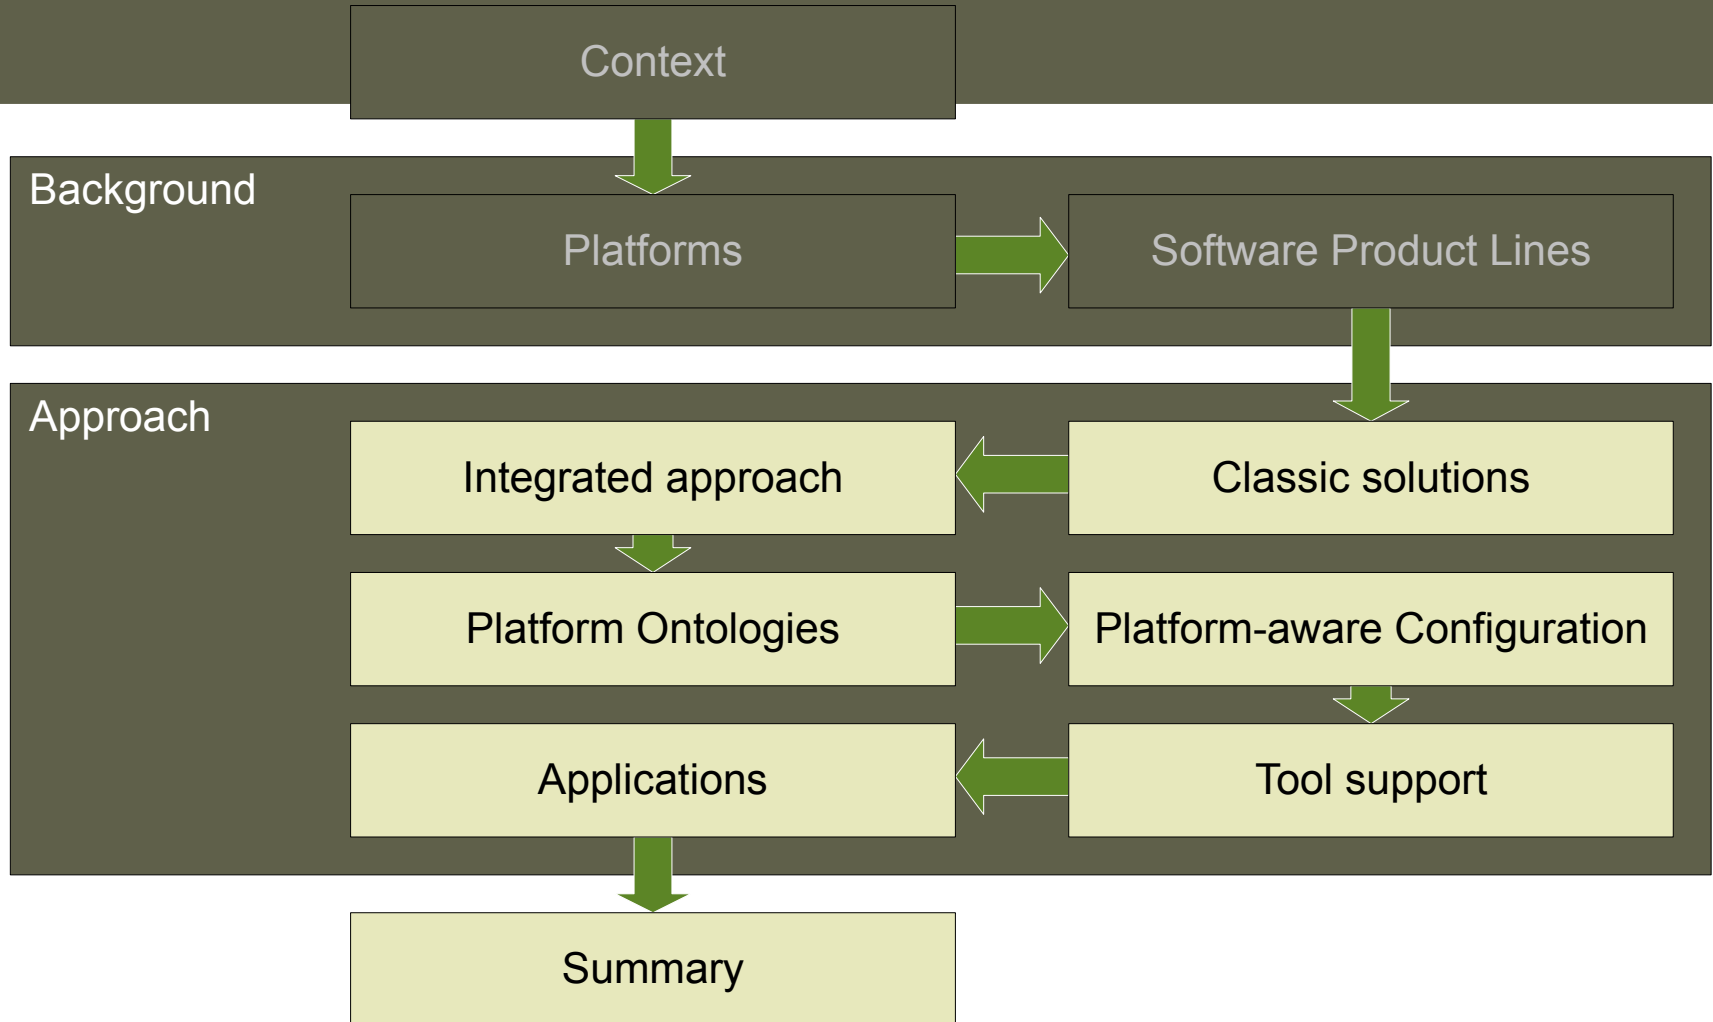 Context
Background
Platforms
Software Product Lines
Approach
Integrated approach
Classic solutions
Platform Ontologies
Platform-aware Configuration
Applications
Tool support
Summary